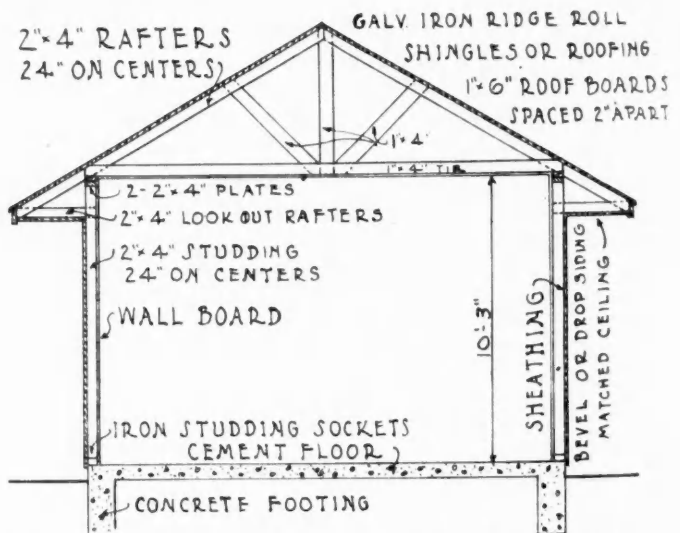 2"×4" RAFTERS
24" ON CENTERS
GALV. IRON RIDGE ROLL
SHINGLES OR ROOFING
1"×6" ROOF BOARDS
SPACED 2" APART
1"×4"
1"×4" TIE
2-2"×4" PLATES
2"×4" LOOKOUT RAFTERS
2"×4" STUDDING
24" ON CENTERS
WALL BOARD
10'-3"
SHEATHING
BEVEL OR DROP SIDING
MATCHED CEILING
IRON STUDDING SOCKETS
CEMENT FLOOR
CONCRETE FOOTING